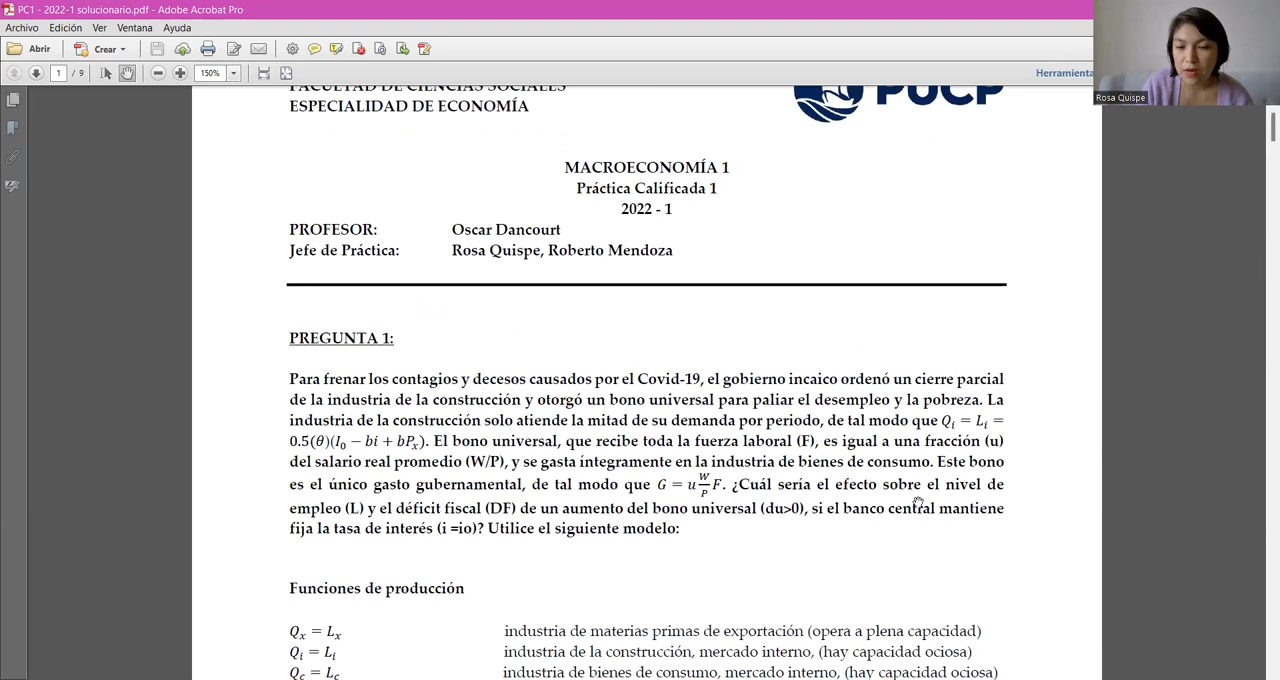 PC1 - 2022-1 solucionario.pdf - Adobe Acrobat Pro
Archivo Edición Ver Ventana Ayuda
Abrir Crear
1 / 9 150% Herramienta
Rosa Quispe
FACULTAD DE CIENCIAS SOCIALES
ESPECIALIDAD DE ECONOMÍA
PUCP
MACROECONOMÍA 1
Práctica Calificada 1
2022 - 1
PROFESOR: Oscar Dancourt
Jefe de Práctica: Rosa Quispe, Roberto Mendoza
PREGUNTA 1:
Para frenar los contagios y decesos causados por el Covid-19, el gobierno incaico ordenó un cierre parcial
de la industria de la construcción y otorgó un bono universal para paliar el desempleo y la pobreza. La
industria de la construcción solo atiende la mitad de su demanda por periodo, de tal modo que Qᵢ = Lᵢ =
0.5(θ)(I₀ − bi + bPₓ). El bono universal, que recibe toda la fuerza laboral (F), es igual a una fracción (u)
del salario real promedio (W/P), y se gasta íntegramente en la industria de bienes de consumo. Este bono
es el único gasto gubernamental, de tal modo que G = u W/P F. ¿Cuál sería el efecto sobre el nivel de
empleo (L) y el déficit fiscal (DF) de un aumento del bono universal (du>0), si el banco central mantiene
fija la tasa de interés (i =io)? Utilice el siguiente modelo:
Funciones de producción
Qₓ = Lₓ industria de materias primas de exportación (opera a plena capacidad)
Qᵢ = Lᵢ industria de la construcción, mercado interno, (hay capacidad ociosa)
Q꜀ = L꜀ industria de bienes de consumo, mercado interno, (hay capacidad ociosa)